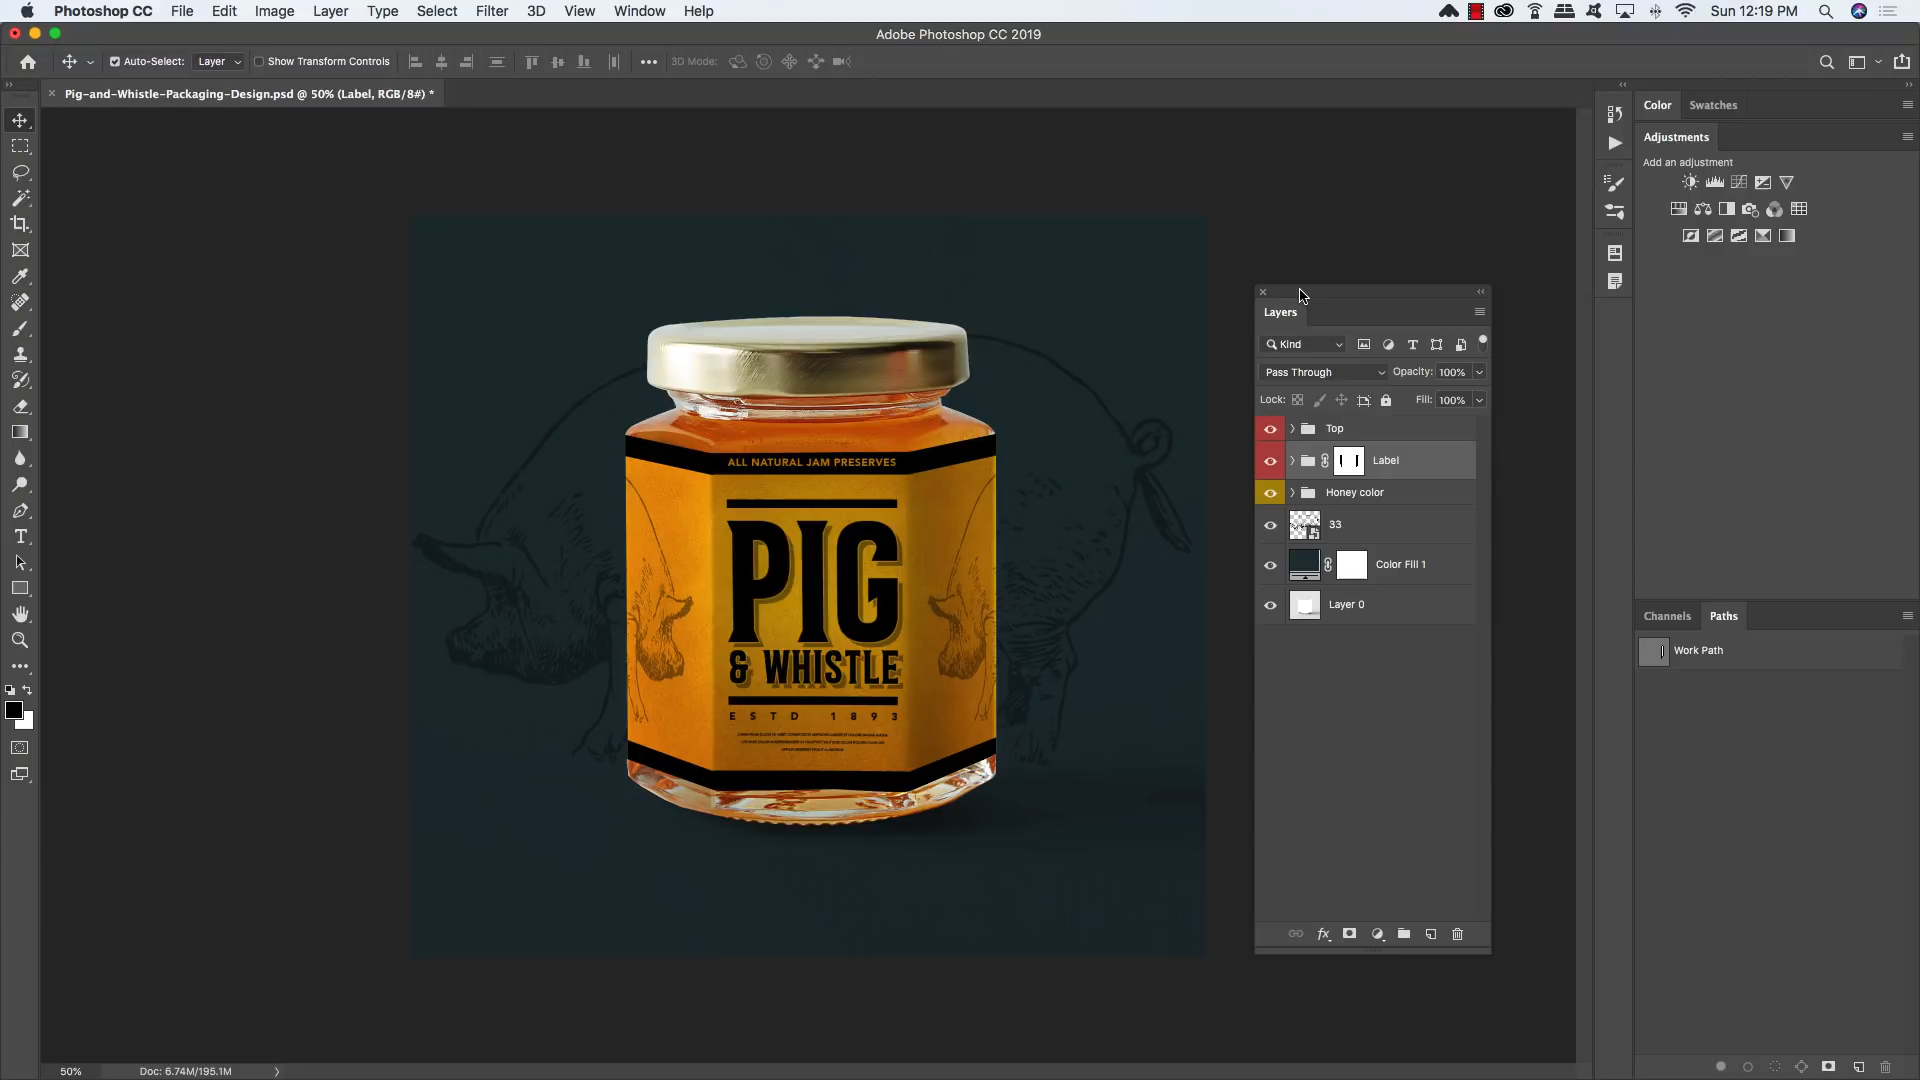 Photoshop CC File Edit Image Layer Type Select Filter 3D View Window Help
Sun 12:19 PM
Adobe Photoshop CC 2019
Auto-Select: Layer Show Transform Controls 3D Mode:
Pig-and-Whistle-Packaging-Design.psd @ 50% (Label, RGB/8#) *
Color Swatches
Adjustments
Add an adjustment
Layers
Kind
Pass Through Opacity: 100%
Lock: Fill: 100%
Top
Label
Honey color
33
Color Fill 1
Layer 0
ALL NATURAL JAM PRESERVES
PIG
& WHISTLE
ESTD 1893
Channels Paths
Work Path
50% Doc: 6.74M/195.1M